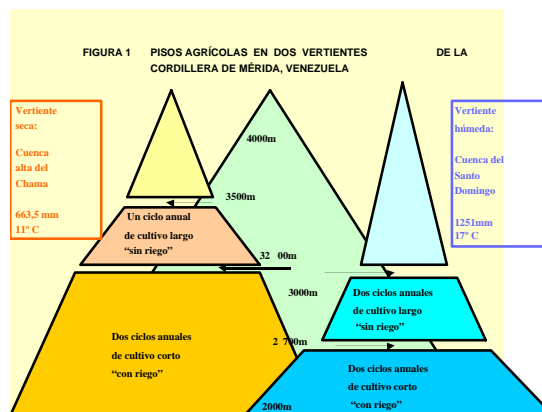 FIGURA 1 PISOS AGRÍCOLAS EN DOS VERTIENTES DE LA
CORDILLERA DE MÉRIDA, VENEZUELA
Vertiente
seca:
Cuenca
alta del
Chama
663,5 mm
11º C
Vertiente
húmeda:
Cuenca del
Santo
Domingo
1251mm
17º C
4000m
3500m
Un ciclo anual
de cultivo largo
“sin riego”
32 00m
3000m
Dos ciclos anuales
de cultivo largo
“sin riego”
Dos ciclos anuales
de cultivo corto
“con riego”
2 700m
Dos ciclos anuales
de cultivo corto
“con riego”
2000m